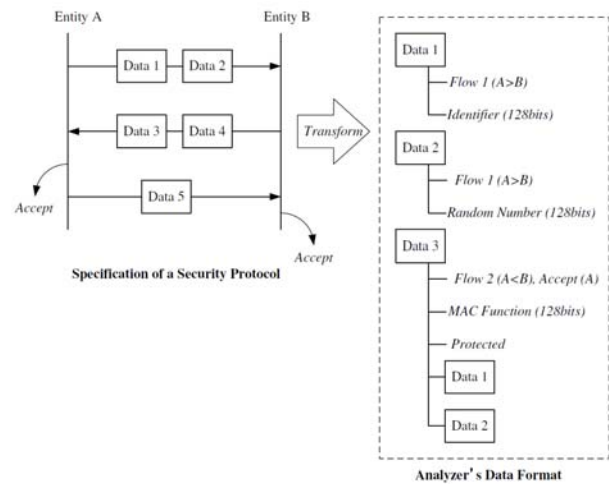 Entity A
Entity B
Data 1
Data 2
Data 3
Data 4
Accept
Data 5
Accept
Specification of a Security Protocol
Transform
Data 1
Flow 1 (A>B)
Identifier (128bits)
Data 2
Flow 1 (A>B)
Random Number (128bits)
Data 3
Flow 2 (A<B), Accept (A)
MAC Function (128bits)
Protected
Data 1
Data 2
Analyzer's Data Format